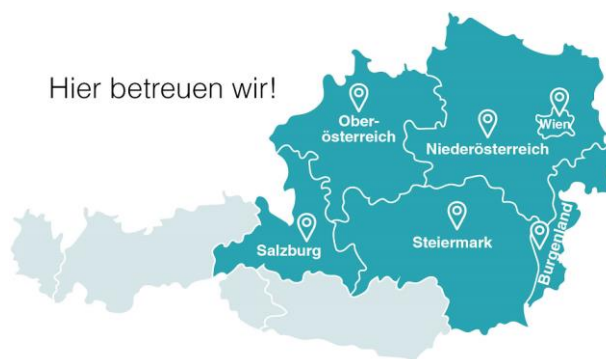 Hier betreuen wir!
Ober-
österreich
Wien
Niederösterreich
Salzburg
Steiermark
Burgenland